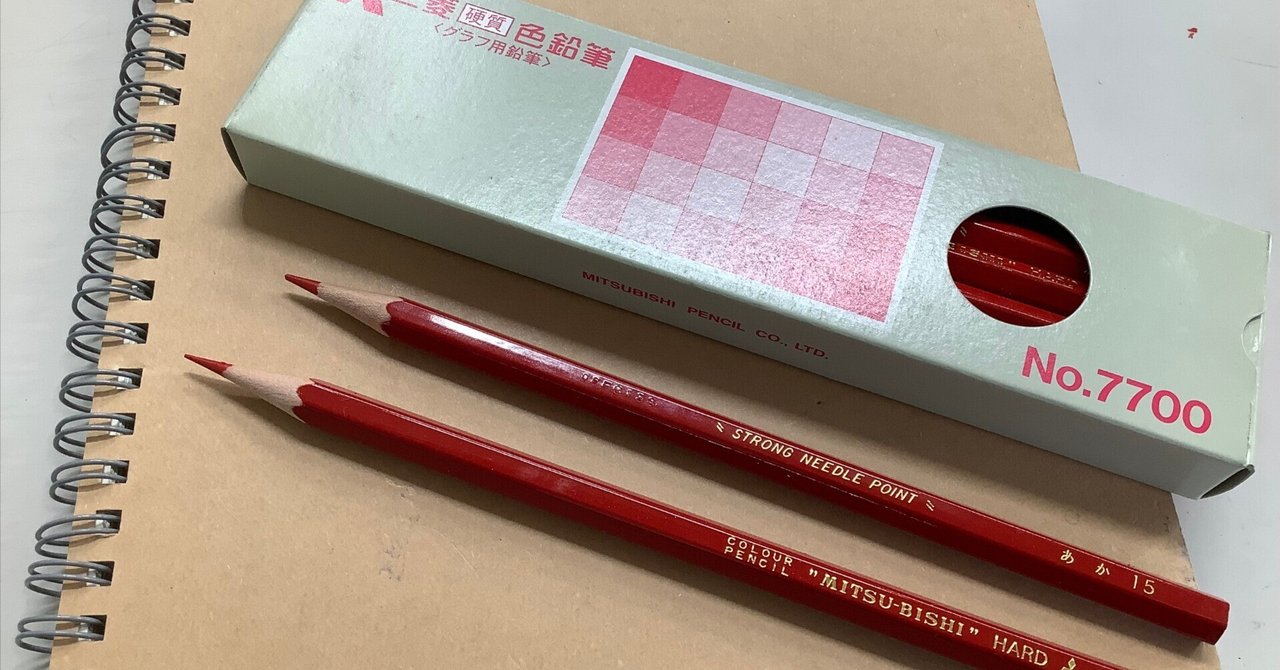 三菱 硬質 色鉛筆
〈グラフ用鉛筆〉
MITSUBISHI PENCIL CO., LTD.
No.7700
STRONG NEEDLE POINT
あか 15
COLOUR
PENCIL
"MITSU-BISHI" HARD